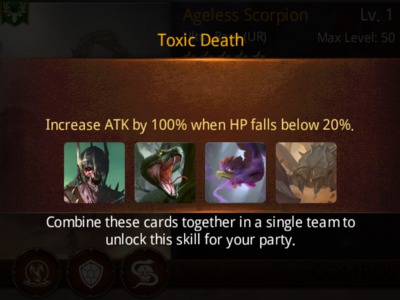 Ageless Scorpion
Lv. 1
Toxic Death
(UR)
Max Level: 50
Increase ATK by 100% when HP falls below 20%.
Combine these cards together in a single team to
unlock this skill for your party.